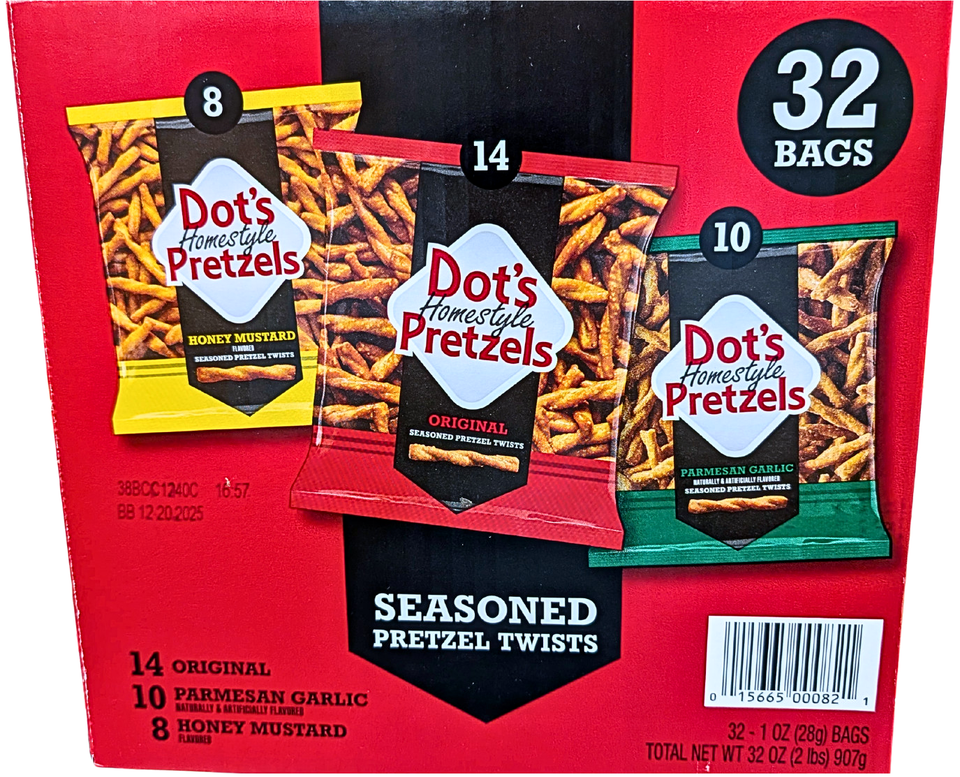 32
BAGS
8
Dot's
Homestyle
Pretzels
HONEY MUSTARD
FLAVORED
SEASONED PRETZEL TWISTS
14
Dot's
Homestyle
Pretzels
ORIGINAL
SEASONED PRETZEL TWISTS
10
Dot's
Homestyle
Pretzels
PARMESAN GARLIC
NATURALLY & ARTIFICIALLY FLAVORED
SEASONED PRETZEL TWISTS
38BCC1240C 16:57
BB 12.20.2025
SEASONED
PRETZEL TWISTS
14 ORIGINAL
10 PARMESAN GARLIC
NATURALLY & ARTIFICIALLY FLAVORED
8 HONEY MUSTARD
FLAVORED
0 15665 00082 1
32 - 1 OZ (28g) BAGS
TOTAL NET WT 32 OZ (2 lbs) 907g